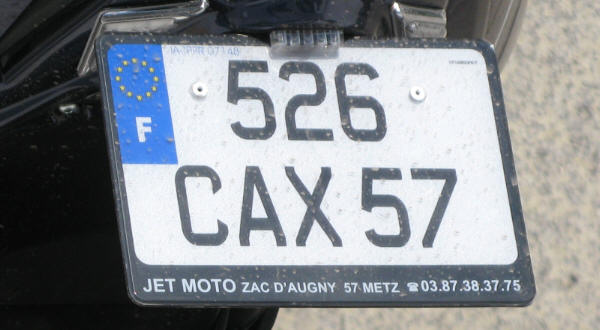 526
F
CAX 57
JET MOTO ZAC D'AUGNY 57 METZ ☎03.87.38.37.75